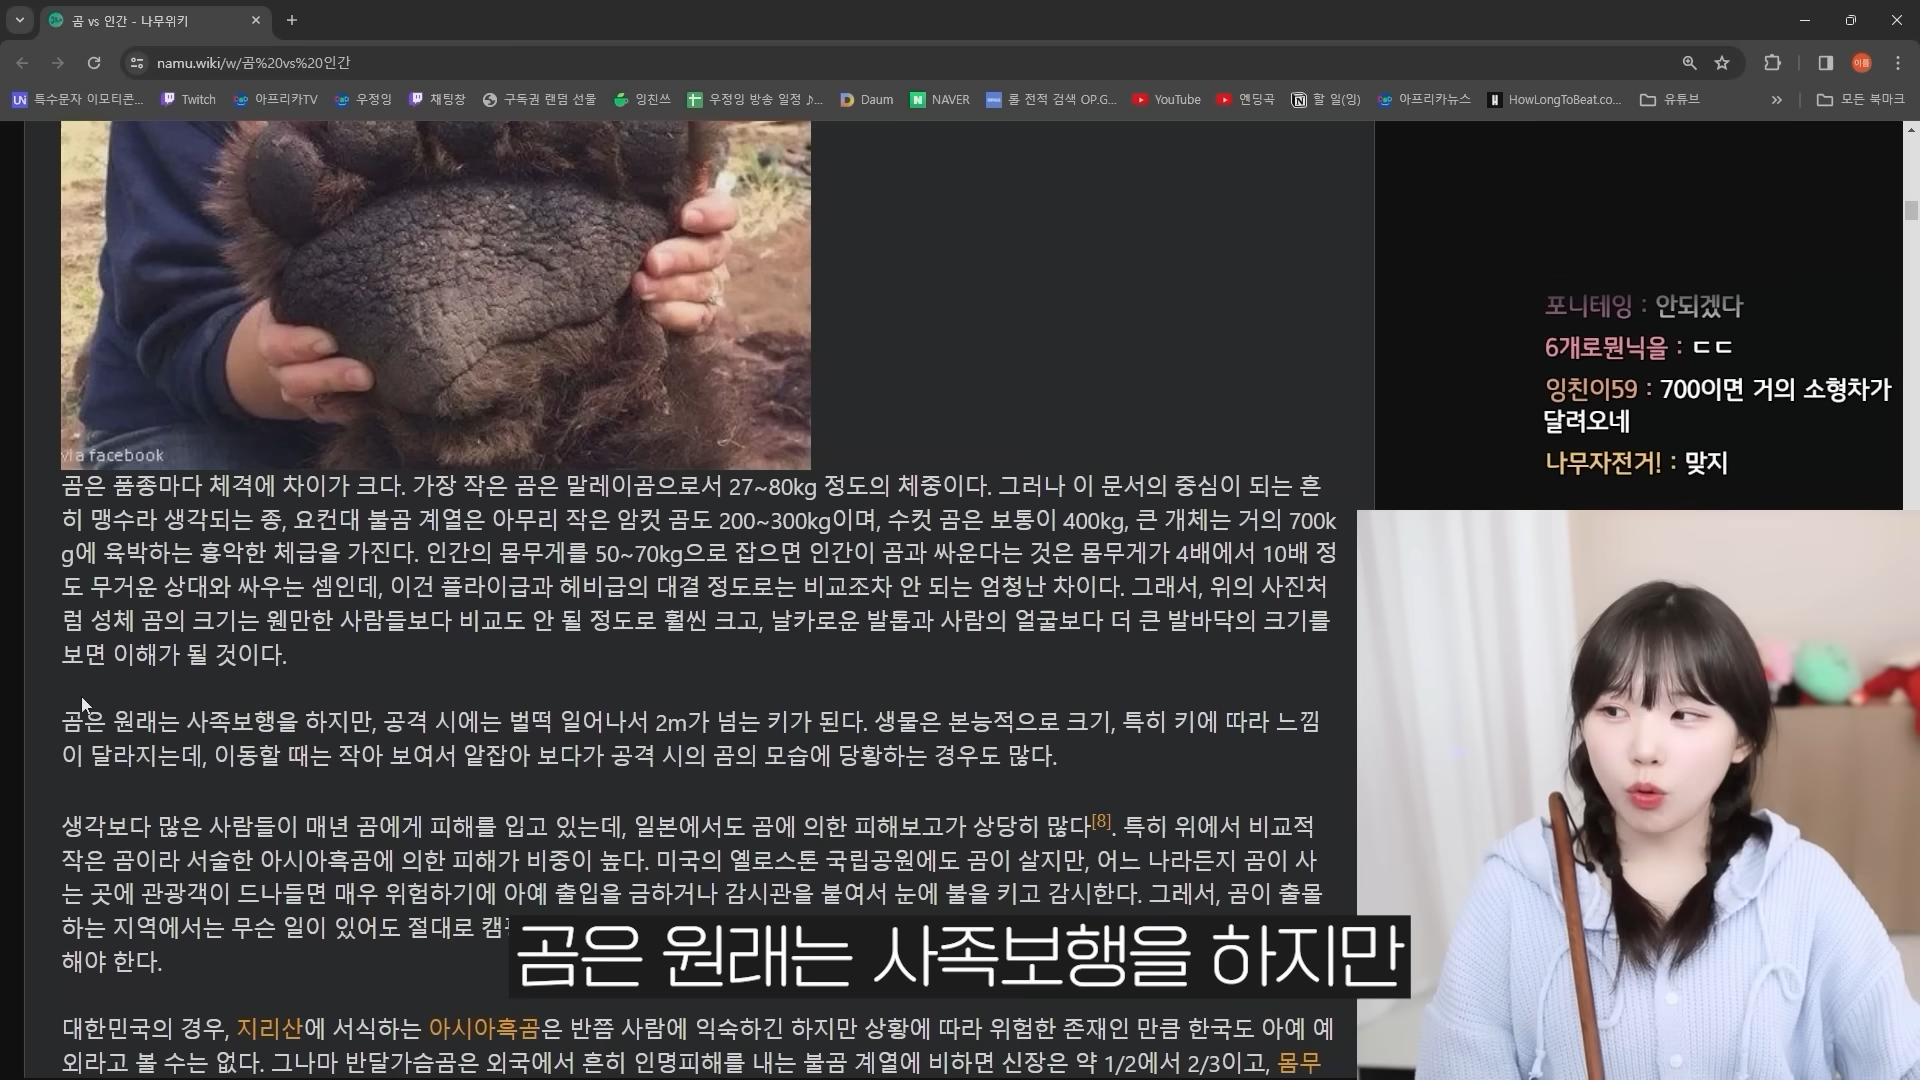 곰 vs 인간 - 나무위키
namu.wiki/w/곰%20vs%20인간
이름
특수문자 이모티콘...
Twitch
아프리카TV
우정잉
채팅창
구독권 랜덤 선물
잉친쓰
우정잉 방송 일정 ♪...
Daum
NAVER
롤 전적 검색 OP.G...
YouTube
옌딩곡
할 일(잉)
아프리카뉴스
HowLongToBeat.co...
유튜브
모든 북마크
via facebook
포니테잉 : 안되겠다
6개로뭔닉을 : ㄷㄷ
잉친이59 : 700이면 거의 소형차가
달려오네
나무자전거! : 맞지
곰은 품종마다 체격에 차이가 크다. 가장 작은 곰은 말레이곰으로서 27~80kg 정도의 체중이다. 그러나 이 문서의 중심이 되는 흔
히 맹수라 생각되는 종, 요컨대 불곰 계열은 아무리 작은 암컷 곰도 200~300kg이며, 수컷 곰은 보통이 400kg, 큰 개체는 거의 700k
g에 육박하는 흉악한 체급을 가진다. 인간의 몸무게를 50~70kg으로 잡으면 인간이 곰과 싸운다는 것은 몸무게가 4배에서 10배 정
도 무거운 상대와 싸우는 셈인데, 이건 플라이급과 헤비급의 대결 정도로는 비교조차 안 되는 엄청난 차이다. 그래서, 위의 사진처
럼 성체 곰의 크기는 웬만한 사람들보다 비교도 안 될 정도로 훨씬 크고, 날카로운 발톱과 사람의 얼굴보다 더 큰 발바닥의 크기를
보면 이해가 될 것이다.
곰은 원래는 사족보행을 하지만, 공격 시에는 벌떡 일어나서 2m가 넘는 키가 된다. 생물은 본능적으로 크기, 특히 키에 따라 느낌
이 달라지는데, 이동할 때는 작아 보여서 얕잡아 보다가 공격 시의 곰의 모습에 당황하는 경우도 많다.
생각보다 많은 사람들이 매년 곰에게 피해를 입고 있는데, 일본에서도 곰에 의한 피해보고가 상당히 많다[8]. 특히 위에서 비교적
작은 곰이라 서술한 아시아흑곰에 의한 피해가 비중이 높다. 미국의 옐로스톤 국립공원에도 곰이 살지만, 어느 나라든지 곰이 사
는 곳에 관광객이 드나들면 매우 위험하기에 아예 출입을 금하거나 감시관을 붙여서 눈에 불을 키고 감시한다. 그레서, 곰이 출몰
하는 지역에서는 무슨 일이 있어도 절대로
해야 한다.
곰은 원래는 사족보행을 하지만
대한민국의 경우, 지리산에 서식하는 아시아흑곰은 반쯤 사람에 익숙하긴 하지만 상황에 따라 위험한 존재인 만큼 한국도 아예 예
외라고 볼 수는 없다. 그나마 반달가슴곰은 외국에서 흔히 인명피해를 내는 불곰 계열에 비하면 신장은 약 1/2에서 2/3이고, 몸무